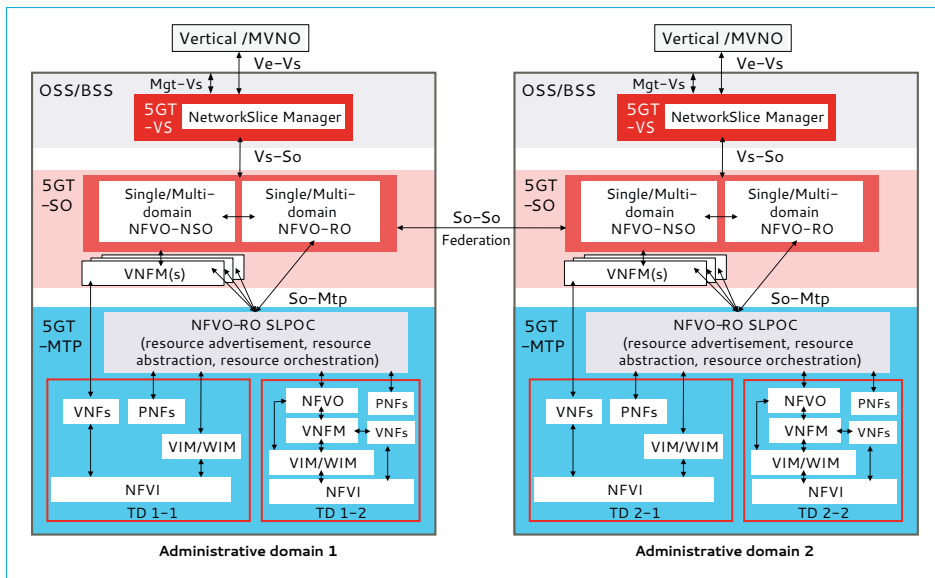 Vertical /MVNO
Ve-Vs
Mgt-Vs
OSS/BSS
5GT
-VS
NetworkSlice Manager
Vs-So
5GT
-SO
Single/Multi-
domain
NFVO-NSO
Single/Multi-
domain
NFVO-RO
VNFM(s)
So-Mtp
5GT
-MTP
NFVO-RO SLPOC
(resource advertisement, resource
abstraction, resource orchestration)
VNFs
PNFs
VIM/WIM
NFVI
TD 1-1
NFVO
PNFs
VNFM
VNFs
VIM/WIM
NFVI
TD 1-2
Administrative domain 1
So-So
Federation
Vertical /MVNO
Ve-Vs
Mgt-Vs
OSS/BSS
5GT
-VS
NetworkSlice Manager
Vs-So
5GT
-SO
Single/Multi-
domain
NFVO-NSO
Single/Multi-
domain
NFVO-RO
VNFM(s)
So-Mtp
5GT
-MTP
NFVO-RO SLPOC
(resource advertisement, resource
abstraction, resource orchestration)
VNFs
PNFs
VIM/WIM
NFVI
TD 2-1
NFVO
PNFs
VNFM
VNFs
VIM/WIM
NFVI
TD 2-2
Administrative domain 2